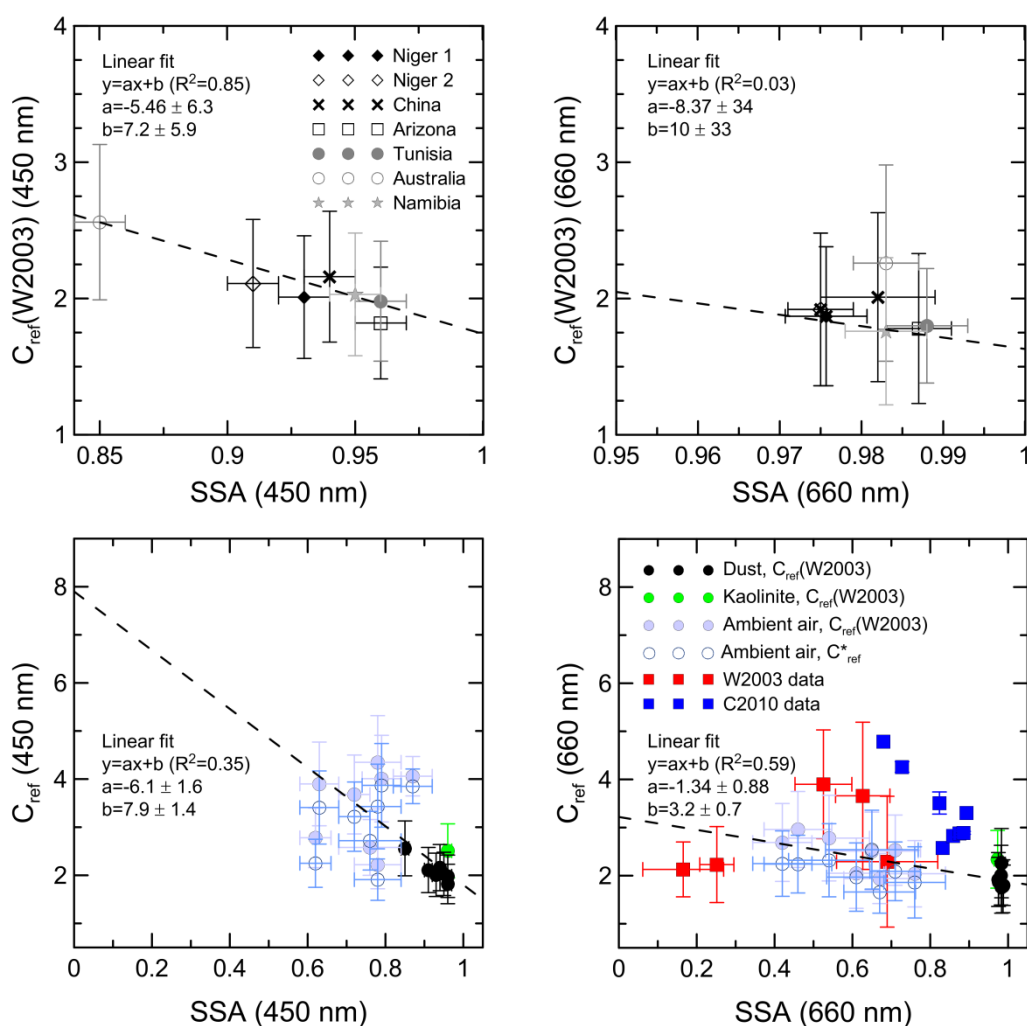 4
3
2
1
C_ref(W2003) (450 nm)
Linear fit
y=ax+b (R²=0.85)
a=-5.46 ± 6.3
b=7.2 ± 5.9
Niger 1
Niger 2
China
Arizona
Tunisia
Australia
Namibia
0.85 0.9 0.95 1
SSA (450 nm)
4
3
2
1
C_ref(W2003) (660 nm)
Linear fit
y=ax+b (R²=0.03)
a=-8.37 ± 34
b=10 ± 33
0.95 0.96 0.97 0.98 0.99
SSA (660 nm)
8
6
4
2
C_ref (450 nm)
Linear fit
y=ax+b (R²=0.35)
a=-6.1 ± 1.6
b=7.9 ± 1.4
0 0.2 0.4 0.6 0.8 1
SSA (450 nm)
8
6
4
2
C_ref (660 nm)
Dust, C_ref(W2003)
Kaolinite, C_ref(W2003)
Ambient air, C_ref(W2003)
Ambient air, C*_ref
W2003 data
C2010 data
Linear fit
y=ax+b (R²=0.59)
a=-1.34 ± 0.88
b=3.2 ± 0.7
0 0.2 0.4 0.6 0.8 1
SSA (660 nm)